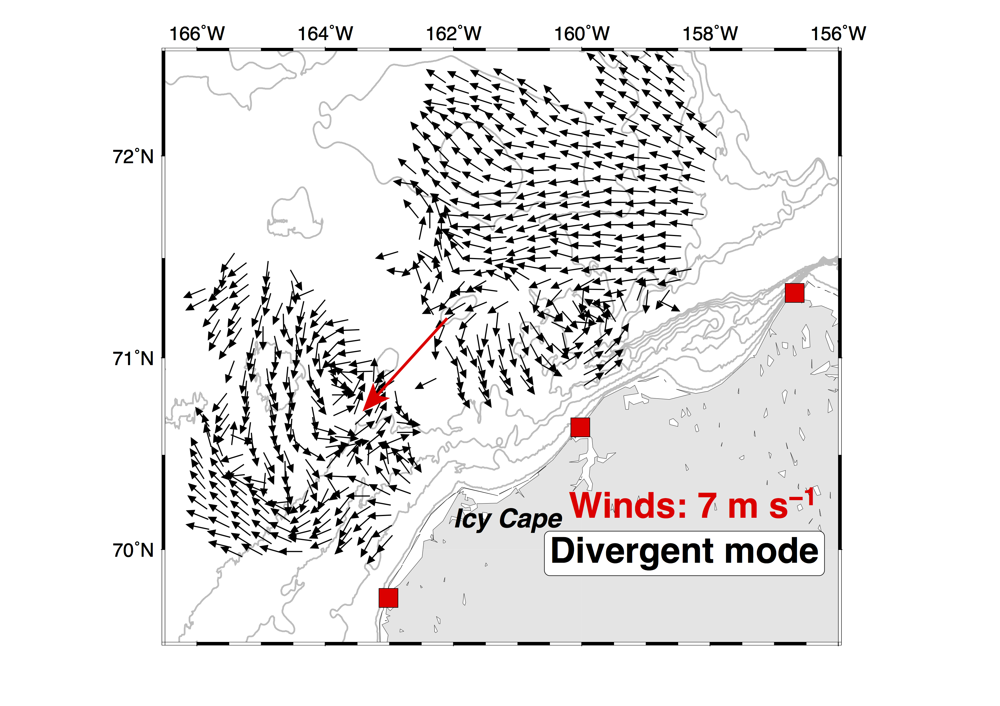 166˚W 164˚W 162˚W 160˚W 158˚W 156˚W
72˚N
71˚N
70˚N
Icy Cape
Winds: 7 m s⁻¹
Divergent mode